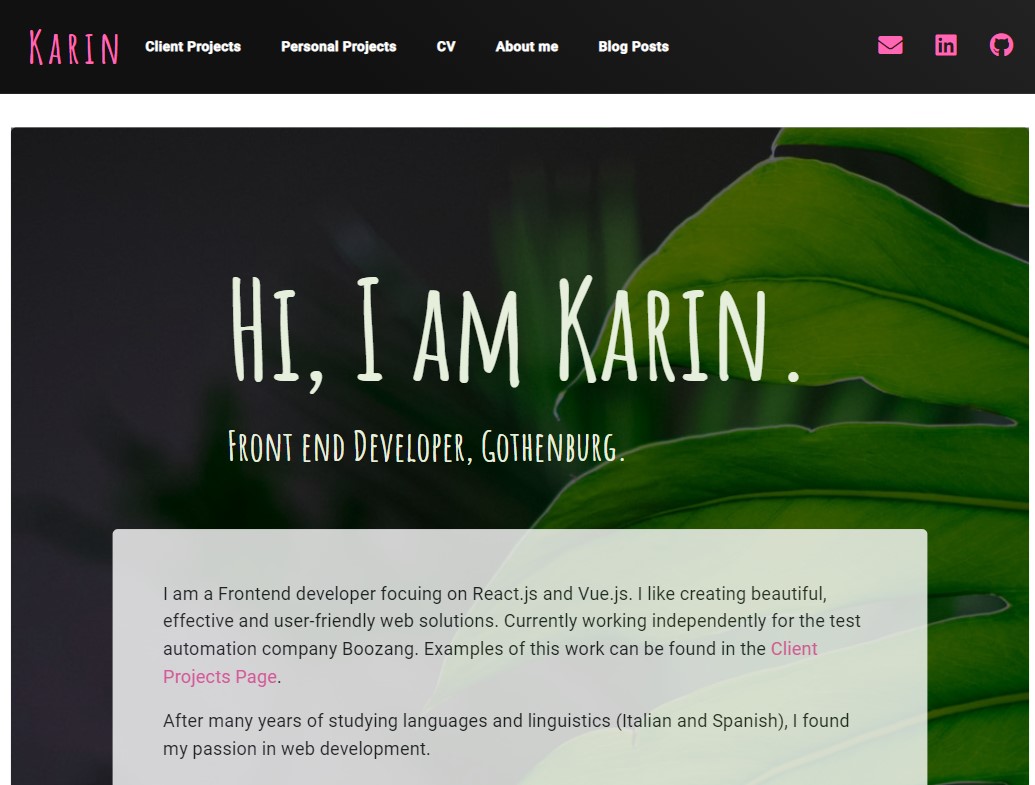 Karin
Client Projects
Personal Projects
CV
About me
Blog Posts
Hi, I am Karin.
Front end Developer, Gothenburg.
I am a Frontend developer focuing on React.js and Vue.js. I like creating beautiful,
effective and user-friendly web solutions. Currently working independently for the test
automation company Boozang. Examples of this work can be found in the Client
Projects Page.
After many years of studying languages and linguistics (Italian and Spanish), I found
my passion in web development.